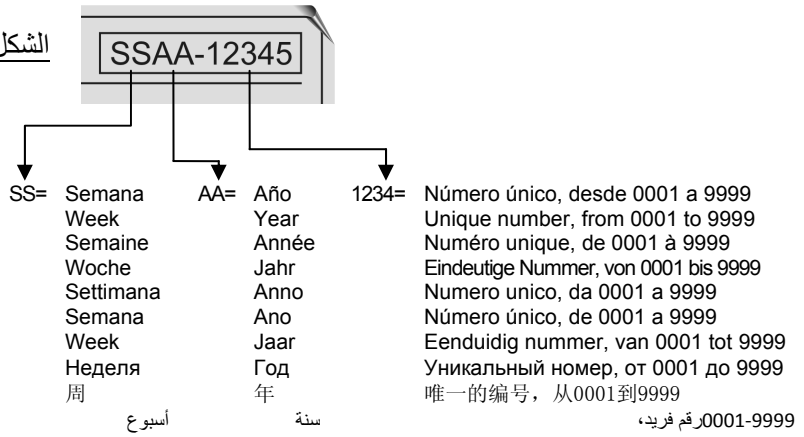 الشكل
SSAA-12345
SS= Semana AA= Año 1234= Número único, desde 0001 a 9999
Week Year Unique number, from 0001 to 9999
Semaine Année Numéro unique, de 0001 à 9999
Woche Jahr Eindeutige Nummer, von 0001 bis 9999
Settimana Anno Numero unico, da 0001 a 9999
Semana Ano Número único, de 0001 a 9999
Week Jaar Eenduidig nummer, van 0001 tot 9999
Неделя Год Уникальный номер, от 0001 до 9999
周 年 唯一的编号，从0001到9999
أسبوع سنة رقم فريد، 0001-9999